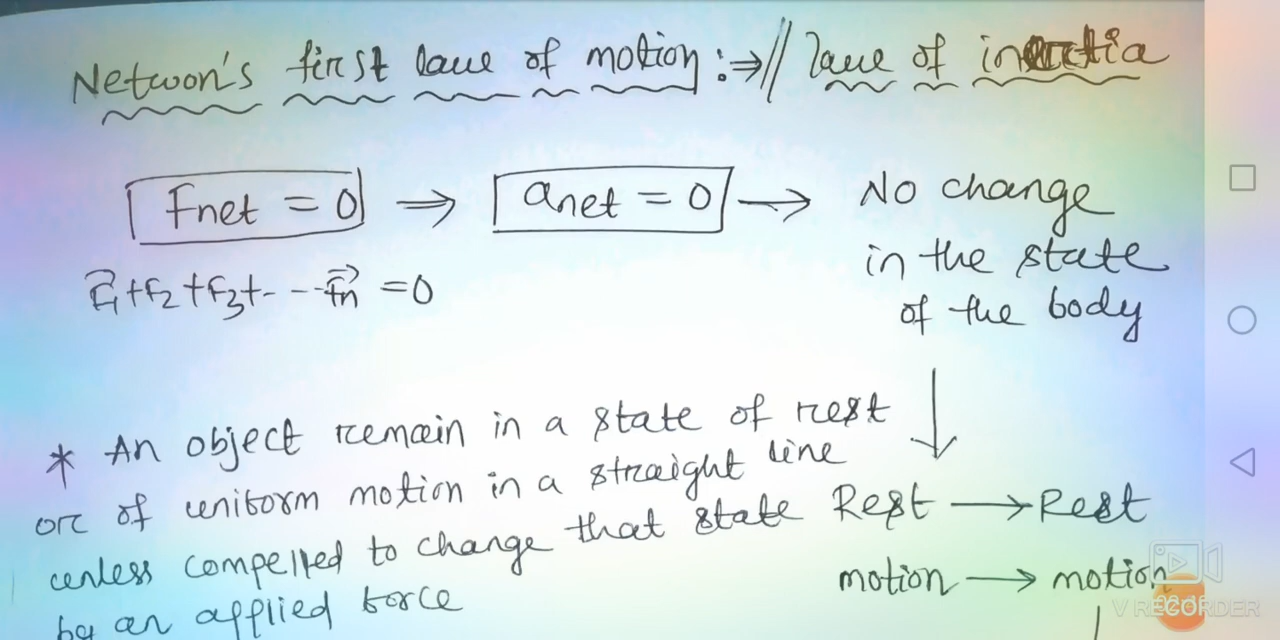 Netwon's first lawe of motion :⇒// lawe of inertia
Fnet = 0 ⇒ anet = 0 → No change
in the state
of the body
F1+F2+F3+- - - Fn = 0
↓
* An object remain in a state of rest
or of uniform motion in a straight line
unless compelled to change that state
by an applied force
Rest → Rest
motion → motion
V RECORDER